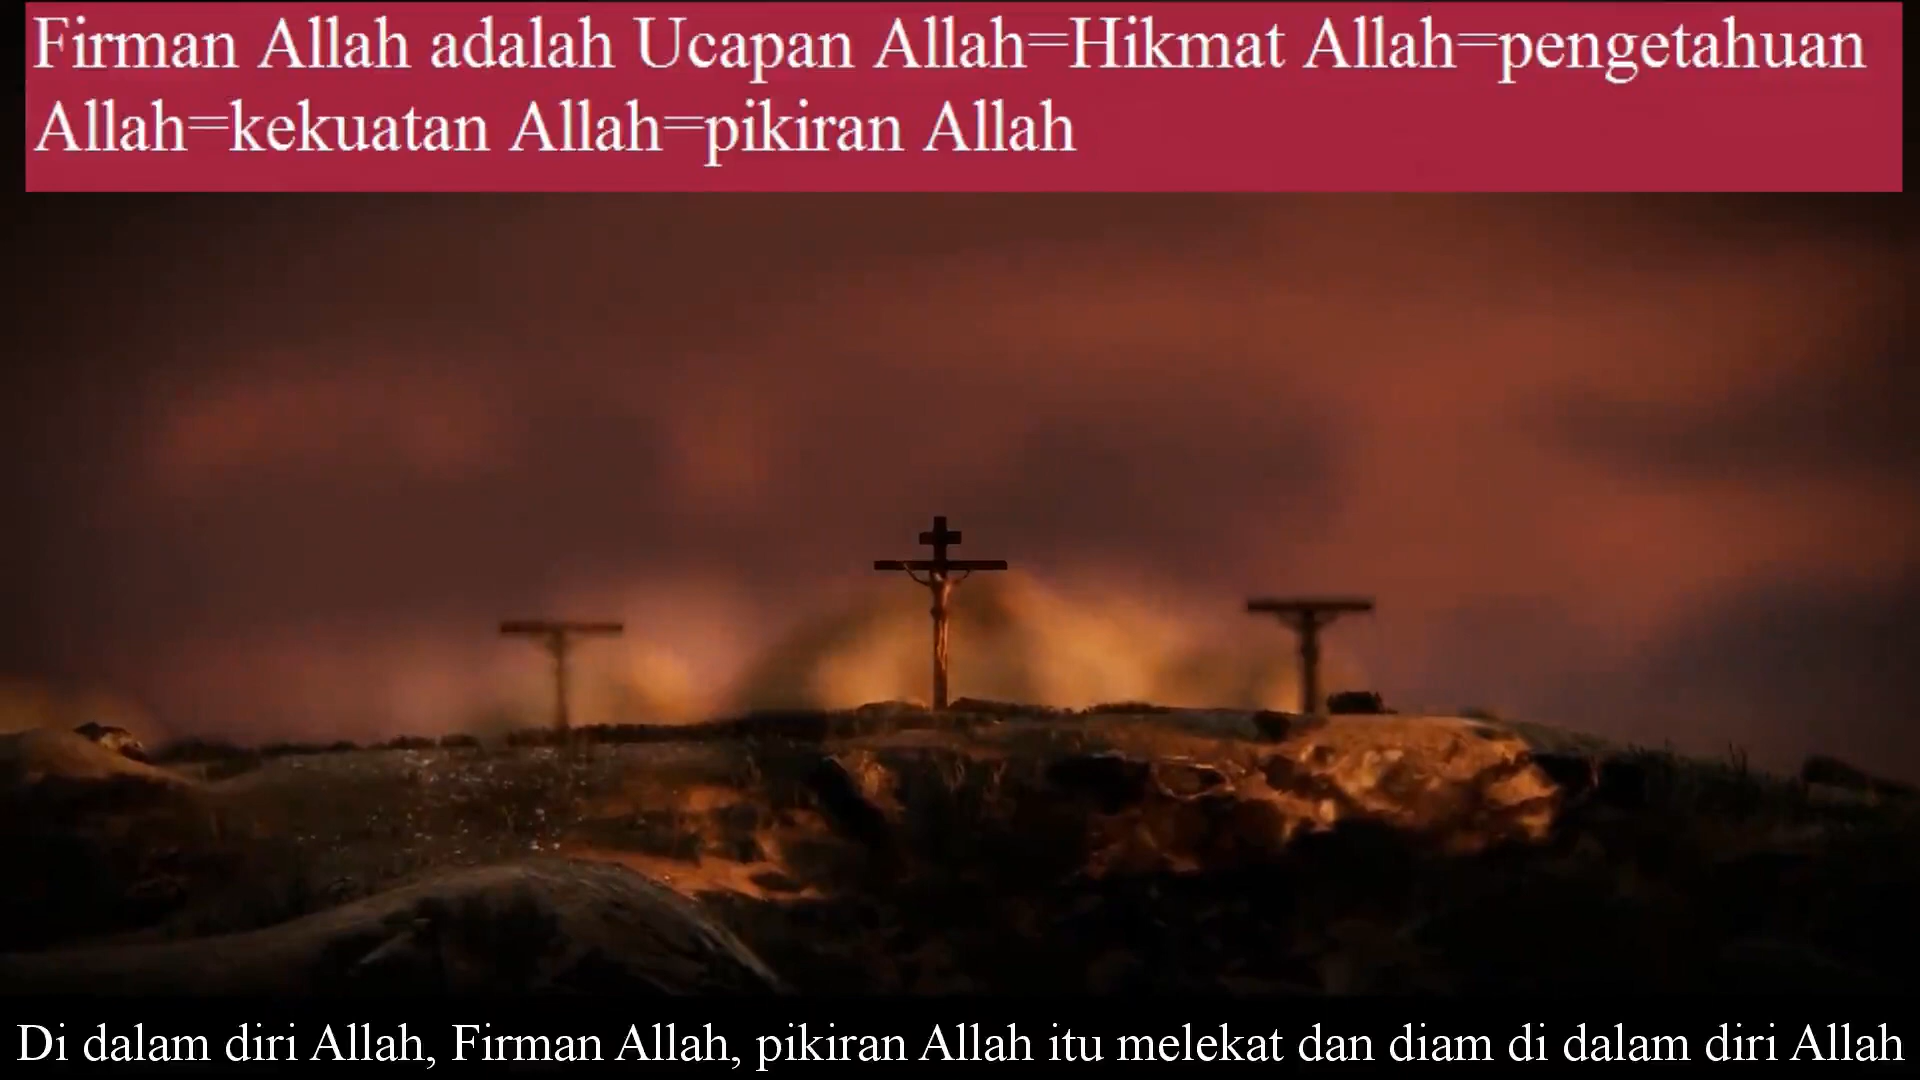 Firman Allah adalah Ucapan Allah=Hikmat Allah=pengetahuan
Allah=kekuatan Allah=pikiran Allah
Di dalam diri Allah, Firman Allah, pikiran Allah itu melekat dan diam di dalam diri Allah